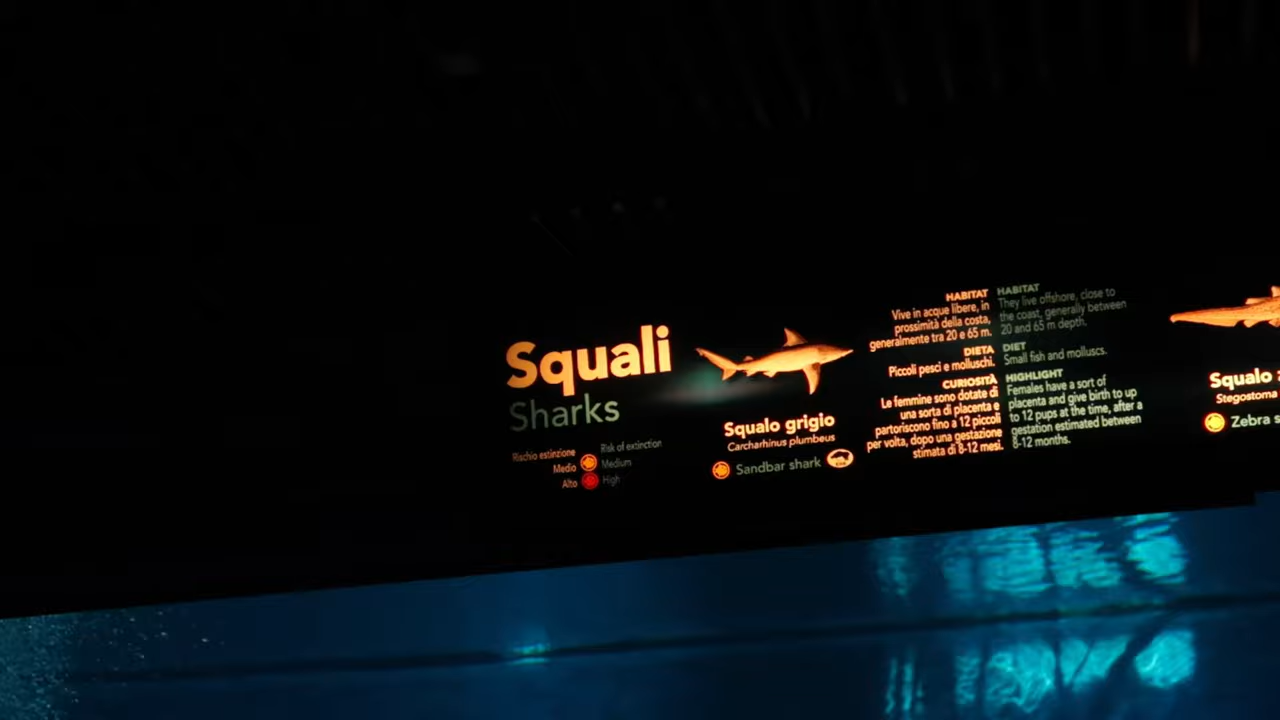 Squali
Sharks
Rischio estinzione
Risk of extinction
Medio
Medium
Alto
High
Squalo grigio
Carcharhinus plumbeus
Sandbar shark
HABITAT
Vive in acque libere, in
prossimità della costa,
generalmente tra 20 e 65 m.
DIETA
Piccoli pesci e molluschi.
CURIOSITÀ
Le femmine sono dotate di
una sorta di placenta e
partoriscono fino a 12 piccoli
per volta, dopo una gestazione
stimata di 8-12 mesi.
HABITAT
They live offshore, close to
the coast, generally between
20 and 65 m depth.
DIET
Small fish and molluscs.
HIGHLIGHT
Females have a sort of
placenta and give birth to up
to 12 pups at the time, after a
gestation estimated between
8-12 months.
Squalo
Stegostoma
Zebra s